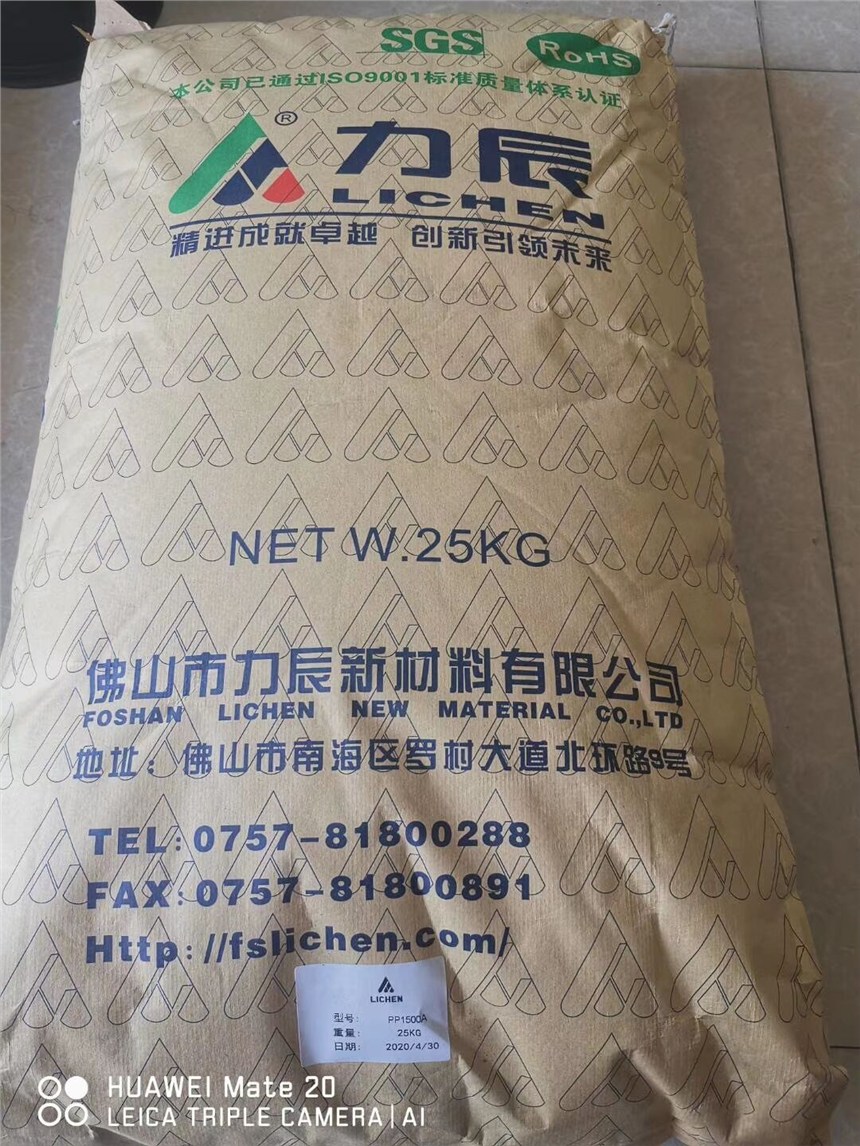 SGS
RoHS
本公司已通过ISO9001标准质量体系认证
®
力辰
LICHEN
精进成就卓越 创新引领未来
NET W.25KG
佛山市力辰新材料有限公司
FOSHAN LICHEN NEW MATERIAL CO.,LTD
地址：佛山市南海区罗村大道北环路9号
TEL:0757-81800288
FAX:0757-81800891
Http://fslichen.com/
LICHEN
型号： PP1500A
重量： 25KG
日期： 2020/4/30
HUAWEI Mate 20
LEICA TRIPLE CAMERA | AI